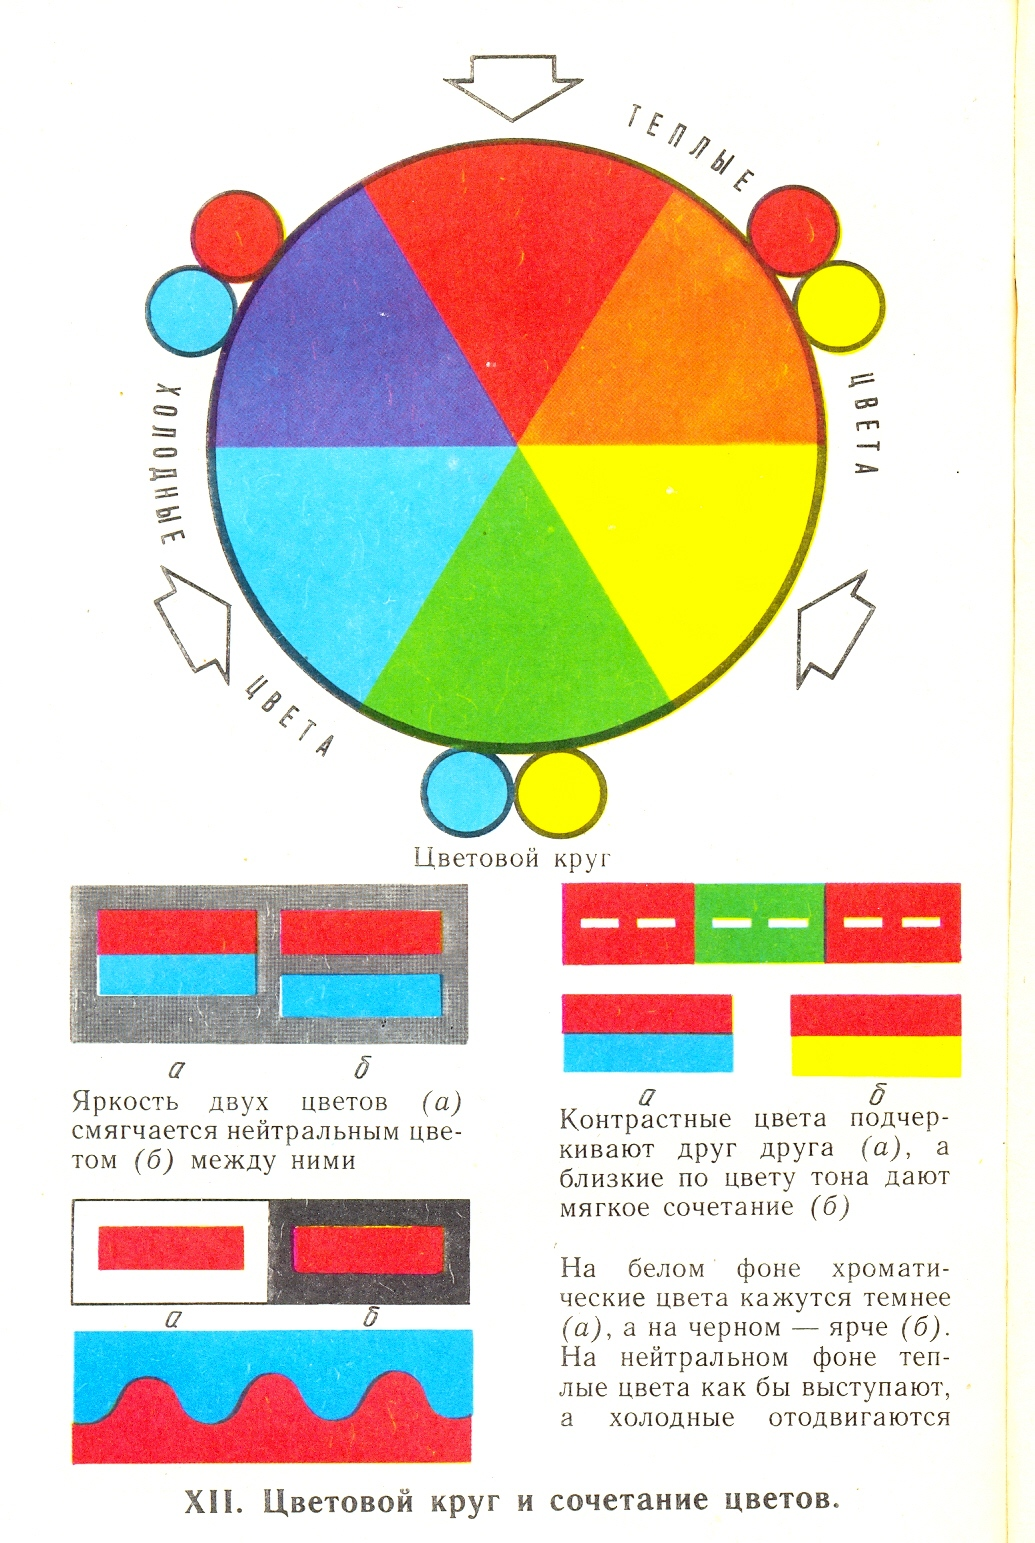 ТЕПЛЫЕ
ЦВЕТА
ХОЛОДНЫЕ
ЦВЕТА
Цветовой круг
а б
Яркость двух цветов (а)
смягчается нейтральным цве-
том (б) между ними
а б
Контрастные цвета подчер-
кивают друг друга (а), а
близкие по цвету тона дают
мягкое сочетание (б)
а б
На белом фоне хромати-
ческие цвета кажутся темнее
(а), а на черном — ярче (б).
На нейтральном фоне теп-
лые цвета как бы выступают,
а холодные отодвигаются
XII. Цветовой круг и сочетание цветов.